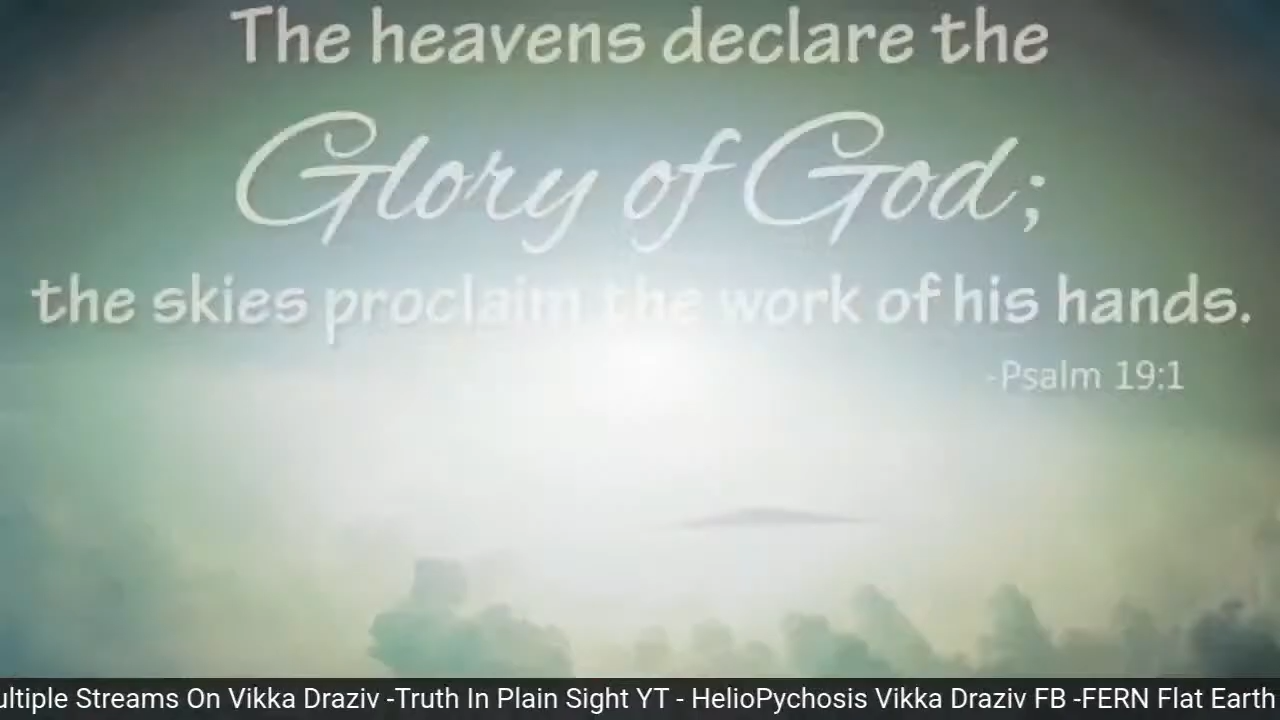 The heavens declare the
Glory of God;
the skies proclaim the work of his hands.
-Psalm 19:1
ultiple Streams On Vikka Draziv -Truth In Plain Sight YT - HelioPychosis Vikka Draziv FB -FERN Flat Earth